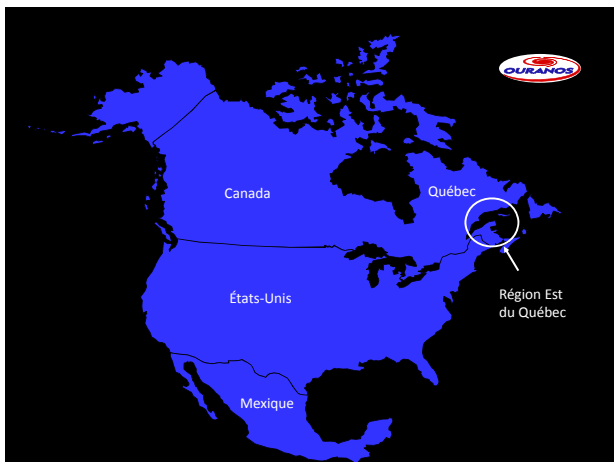 OURANOS
Canada
Québec
États-Unis
Région Est
du Québec
Mexique